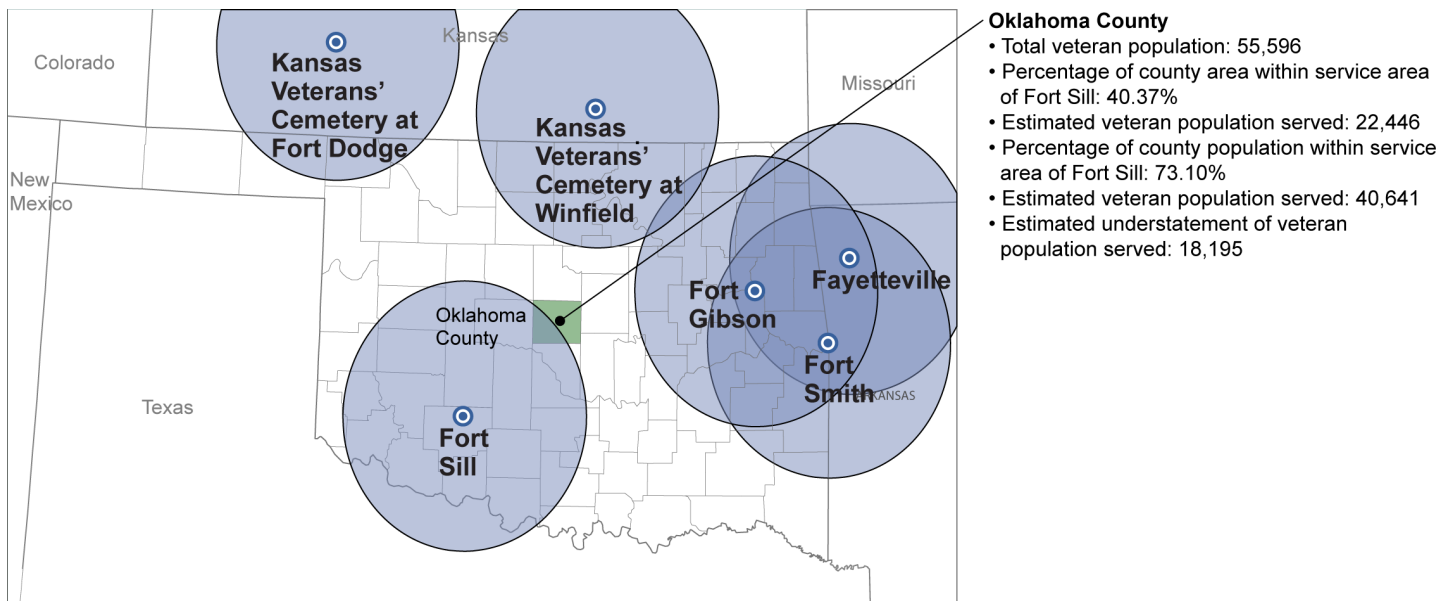 Colorado
Kansas
Missouri
New
Mexico
Texas
ARKANSAS
Kansas
Veterans’
Cemetery at
Fort Dodge
Kansas
Veterans’
Cemetery at
Winfield
Oklahoma
County
Fort
Sill
Fort
Gibson
Fayetteville
Fort
Smith
Oklahoma County
• Total veteran population: 55,596
• Percentage of county area within service area
of Fort Sill: 40.37%
• Estimated veteran population served: 22,446
• Percentage of county population within service
area of Fort Sill: 73.10%
• Estimated veteran population served: 40,641
• Estimated understatement of veteran
population served: 18,195